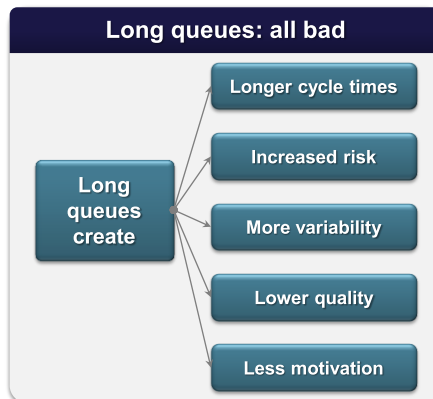 Long queues: all bad
Longer cycle times
Increased risk
Long
queues
create
More variability
Lower quality
Less motivation